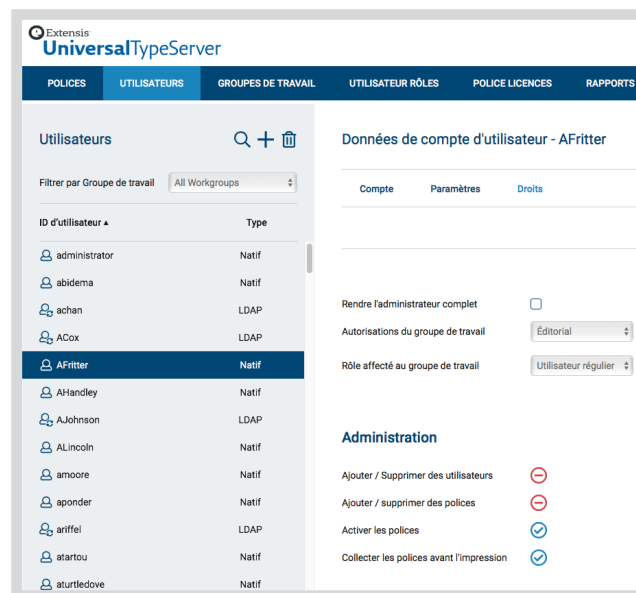 Extensis
UniversalTypeServer
POLICES UTILISATEURS GROUPES DE TRAVAIL UTILISATEUR RÔLES POLICE LICENCES RAPPORTS
Utilisateurs
Filtrer par Groupe de travail All Workgroups
ID d'utilisateur Type
administrator Natif
abidema Natif
achan LDAP
ACox LDAP
AFritter Natif
AHandley Natif
AJohnson LDAP
ALincoln Natif
amoore Natif
aponder Natif
ariffel LDAP
atartou Natif
aturtledove Natif
Données de compte d'utilisateur - AFritter
Compte Paramètres Droits
Rendre l'administrateur complet
Autorisations du groupe de travail Éditorial
Rôle affecté au groupe de travail Utilisateur régulier
Administration
Ajouter / Supprimer des utilisateurs
Ajouter / supprimer des polices
Activer les polices
Collecter les polices avant l'impression